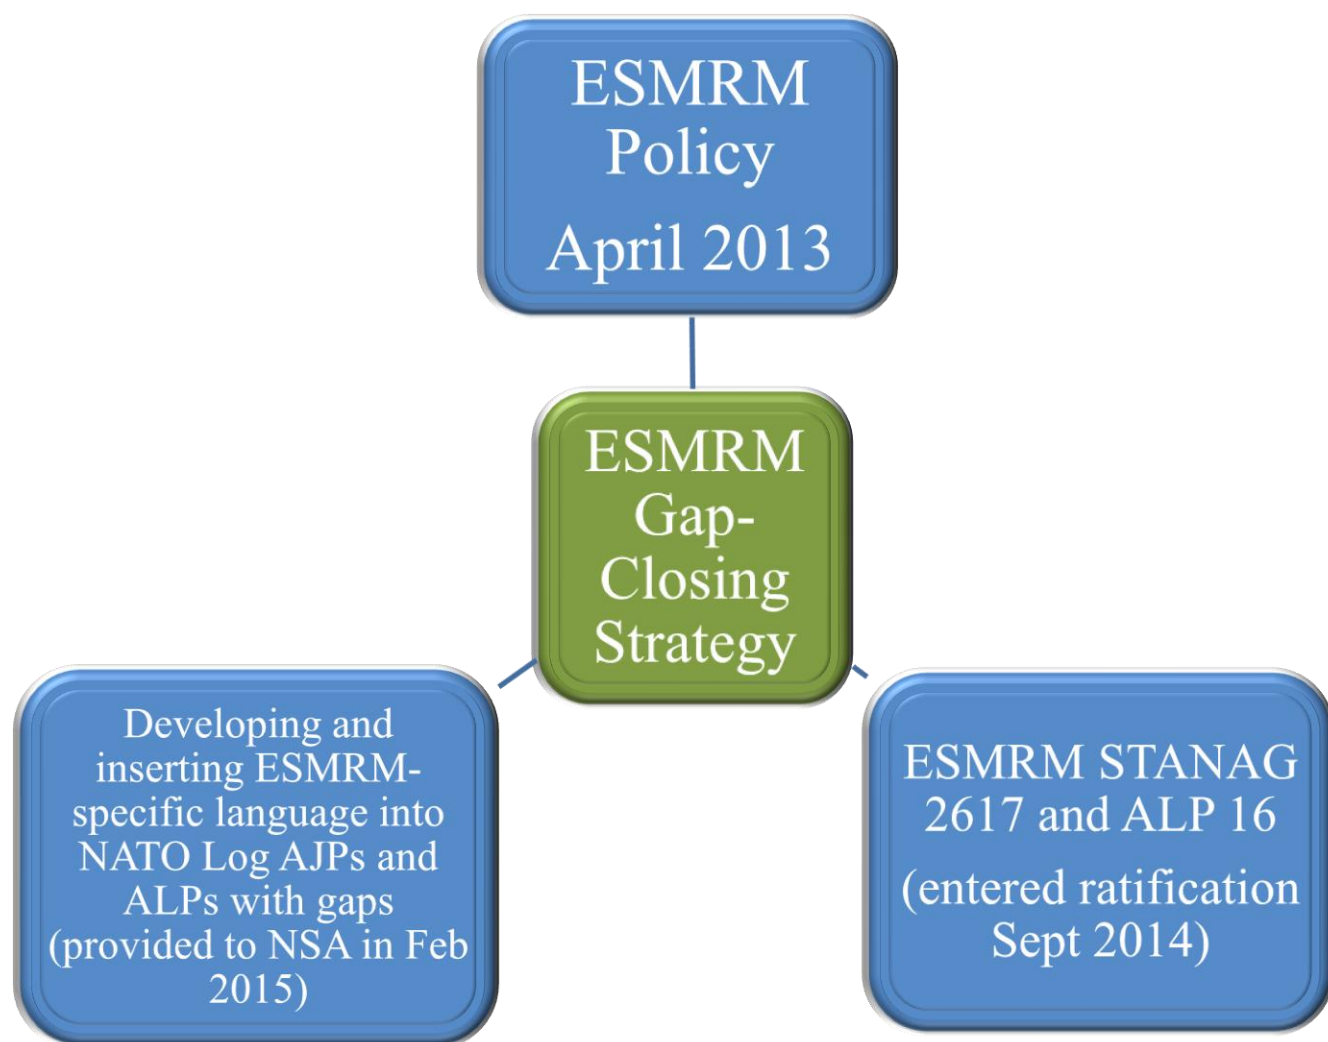 ESMRM
Policy
April 2013
ESMRM
Gap-
Closing
Strategy
Developing and
inserting ESMRM-
specific language into
NATO Log AJPs and
ALPs with gaps
(provided to NSA in Feb
2015)
ESMRM STANAG
2617 and ALP 16
(entered ratification
Sept 2014)